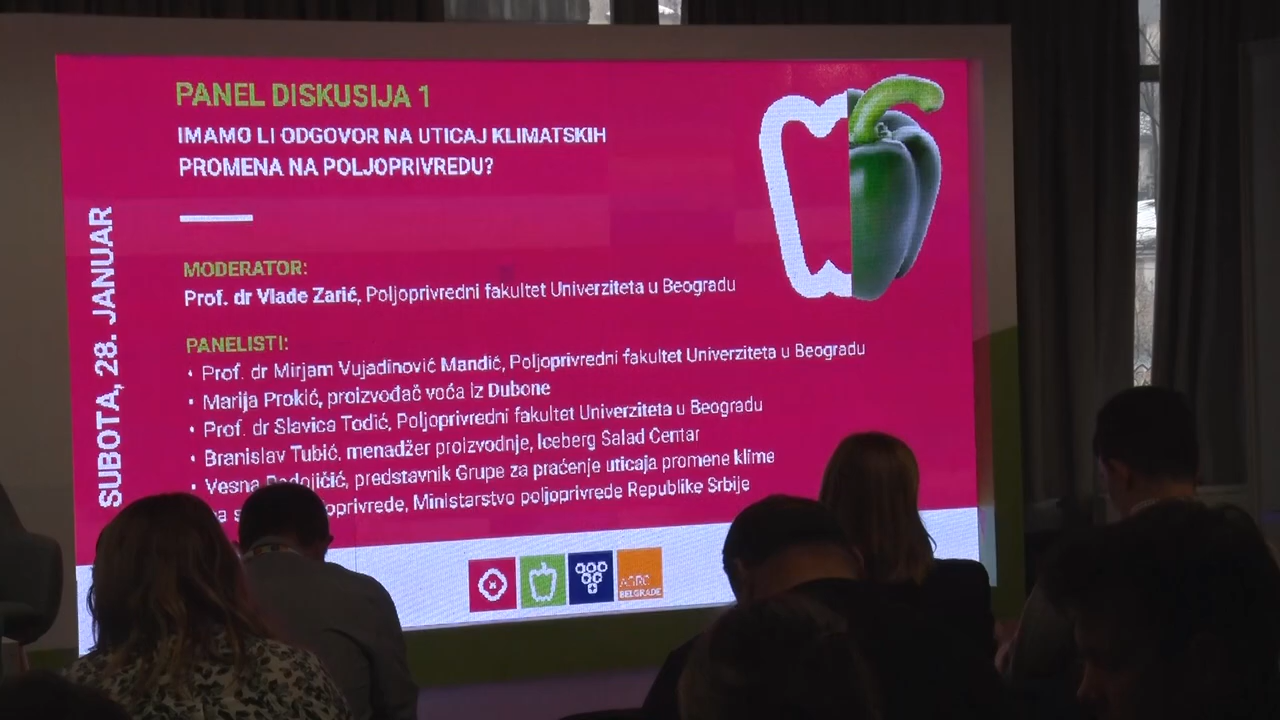 PANEL DISKUSIJA 1
IMAMO LI ODGOVOR NA UTICAJ KLIMATSKIH
PROMENA NA POLJOPRIVREDU?
SUBOTA, 28. JANUAR
MODERATOR:
Prof. dr Vlade Zarić, Poljoprivredni fakultet Univerziteta u Beogradu
PANELISTI:
• Prof. dr Mirjam Vujadinović Mandić, Poljoprivredni fakultet Univerziteta u Beogradu
• Marija Prokić, proizvođač voća iz Dubone
• Prof. dr Slavica Todić, Poljoprivredni fakultet Univerziteta u Beogradu
• Branislav Tubić, menadžer proizvodnje, Iceberg Salad Centar
• Vesna predstavnik Grupe za praćenje uticaja promene klime
Ministarstvo poljoprivrede Republike Srbije
AGRO
BELGRADE